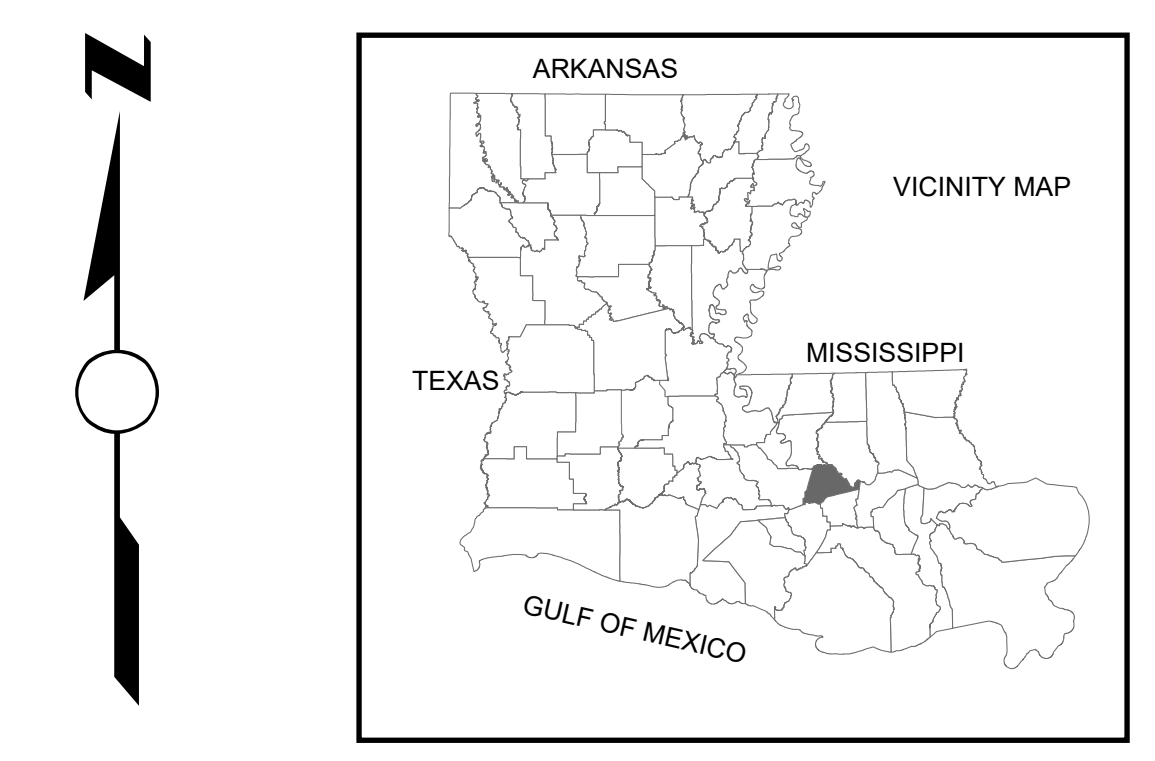 N
ARKANSAS
VICINITY MAP
MISSISSIPPI
TEXAS
GULF OF MEXICO